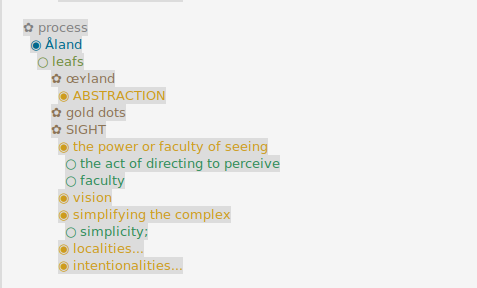 process
Åland
leafs
œʏland
ABSTRACTION
gold dots
SIGHT
the power or faculty of seeing
the act of directing to perceive
faculty
vision
simplifying the complex
simplicity;
localities...
intentionalities...